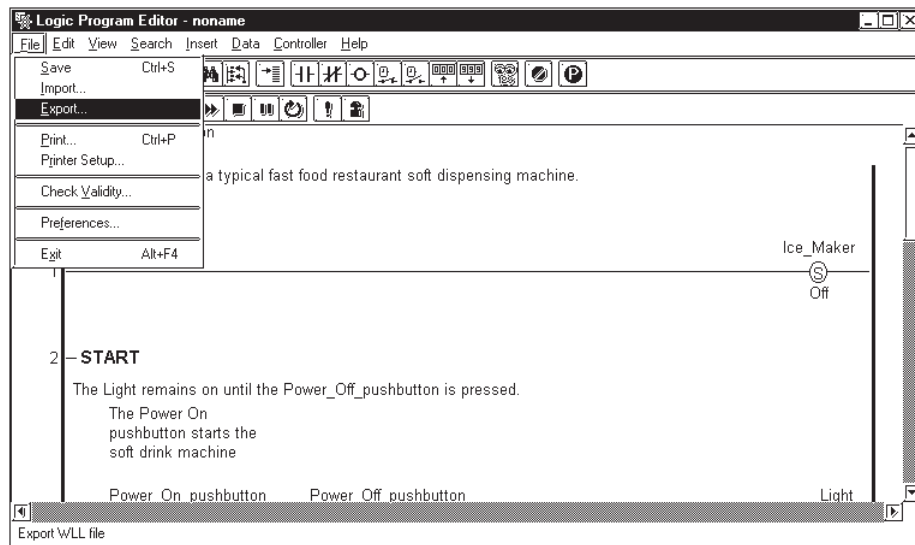 Logic Program Editor - noname
File Edit View Search Insert Data Controller Help
Save Ctrl+S
Import...
Export...
Print... Ctrl+P
Printer Setup...
Check Validity...
Preferences...
Exit Alt+F4
a typical fast food restaurant soft dispensing machine.
Ice_Maker
1
S
Off
2 START
The Light remains on until the Power_Off_pushbutton is pressed.
The Power On
pushbutton starts the
soft drink machine
Power_On_pushbutton Power_Off_pushbutton Light
Export WLL file